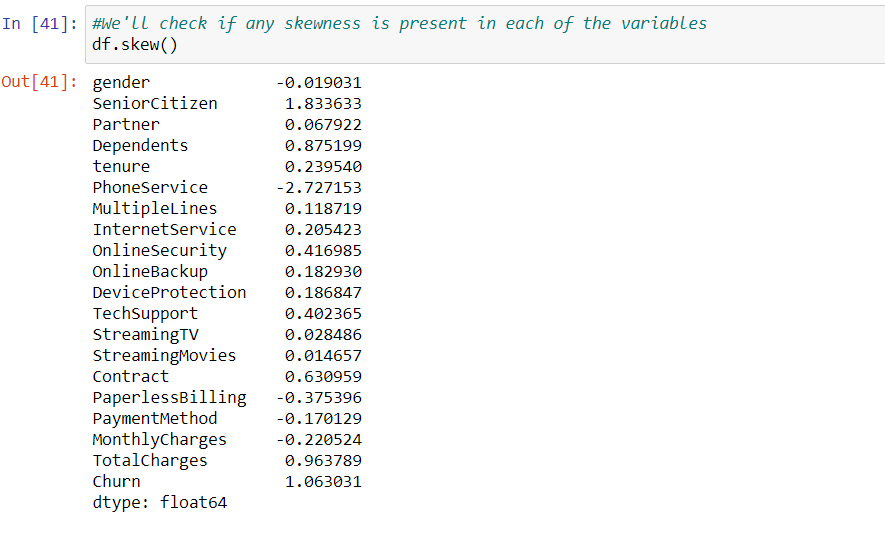 In [41]: #We'll check if any skewness is present in each of the variables
df.skew()
Out[41]: gender -0.019031
SeniorCitizen 1.833633
Partner 0.067922
Dependents 0.875199
tenure 0.239540
PhoneService -2.727153
MultipleLines 0.118719
InternetService 0.205423
OnlineSecurity 0.416985
OnlineBackup 0.182930
DeviceProtection 0.186847
TechSupport 0.402365
StreamingTV 0.028486
StreamingMovies 0.014657
Contract 0.630959
PaperlessBilling -0.375396
PaymentMethod -0.170129
MonthlyCharges -0.220524
TotalCharges 0.963789
Churn 1.063031
dtype: float64